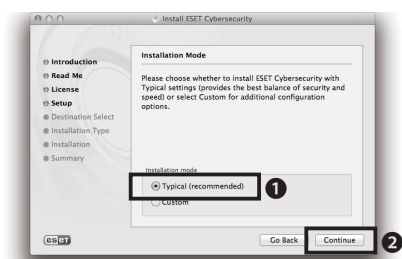 Install ESET Cybersecurity
Introduction
Read Me
License
Setup
Destination Select
Installation Type
Installation
Summary
Installation Mode
Please choose whether to install ESET Cybersecurity with
Typical settings (provides the best balance of security and
speed) or select Custom for additional configuration
options.
Installation mode
Typical (recommended)
1
Custom
eset
Go Back
Continue
2